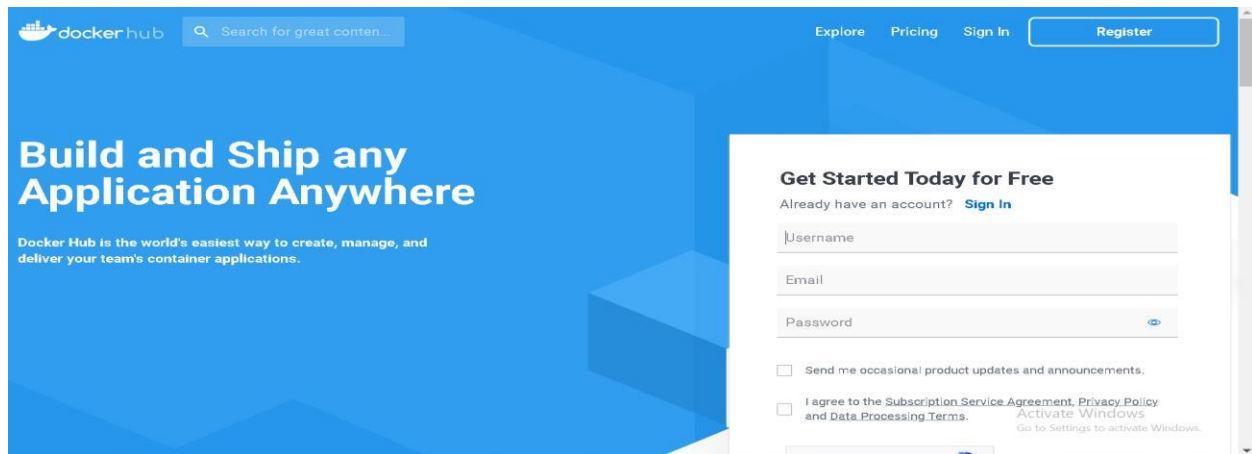 dockerhub
Search for great conten...
Explore Pricing Sign In Register
Build and Ship any
Application Anywhere
Docker Hub is the world's easiest way to create, manage, and
deliver your team's container applications.
Get Started Today for Free
Already have an account? Sign In
Username
Email
Password
Send me occasional product updates and announcements.
I agree to the Subscription Service Agreement, Privacy Policy
and Data Processing Terms.
Activate Windows
Go to Settings to activate Windows.